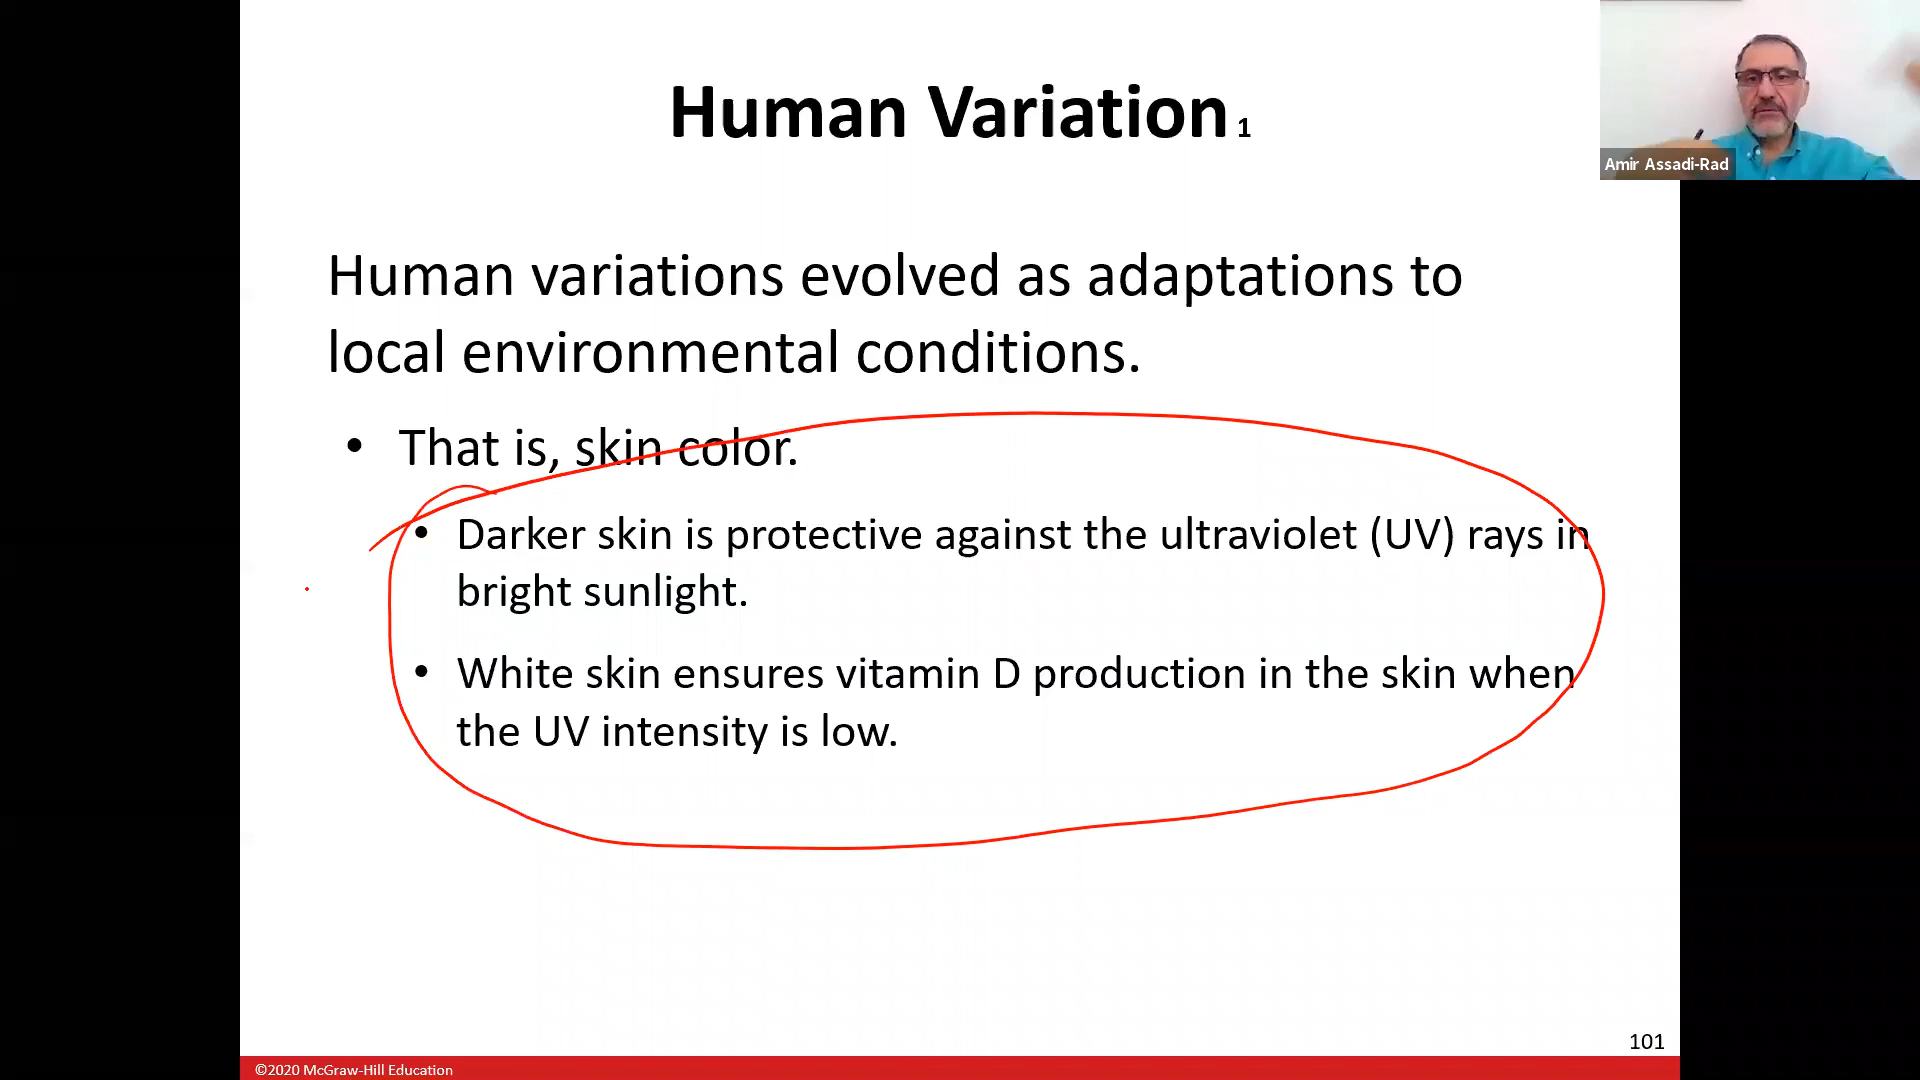 Human Variation 1
Amir Assadi-Rad
Human variations evolved as adaptations to
local environmental conditions.
• That is, skin color.
• Darker skin is protective against the ultraviolet (UV) rays in
bright sunlight.
• White skin ensures vitamin D production in the skin when
the UV intensity is low.
101
©2020 McGraw-Hill Education